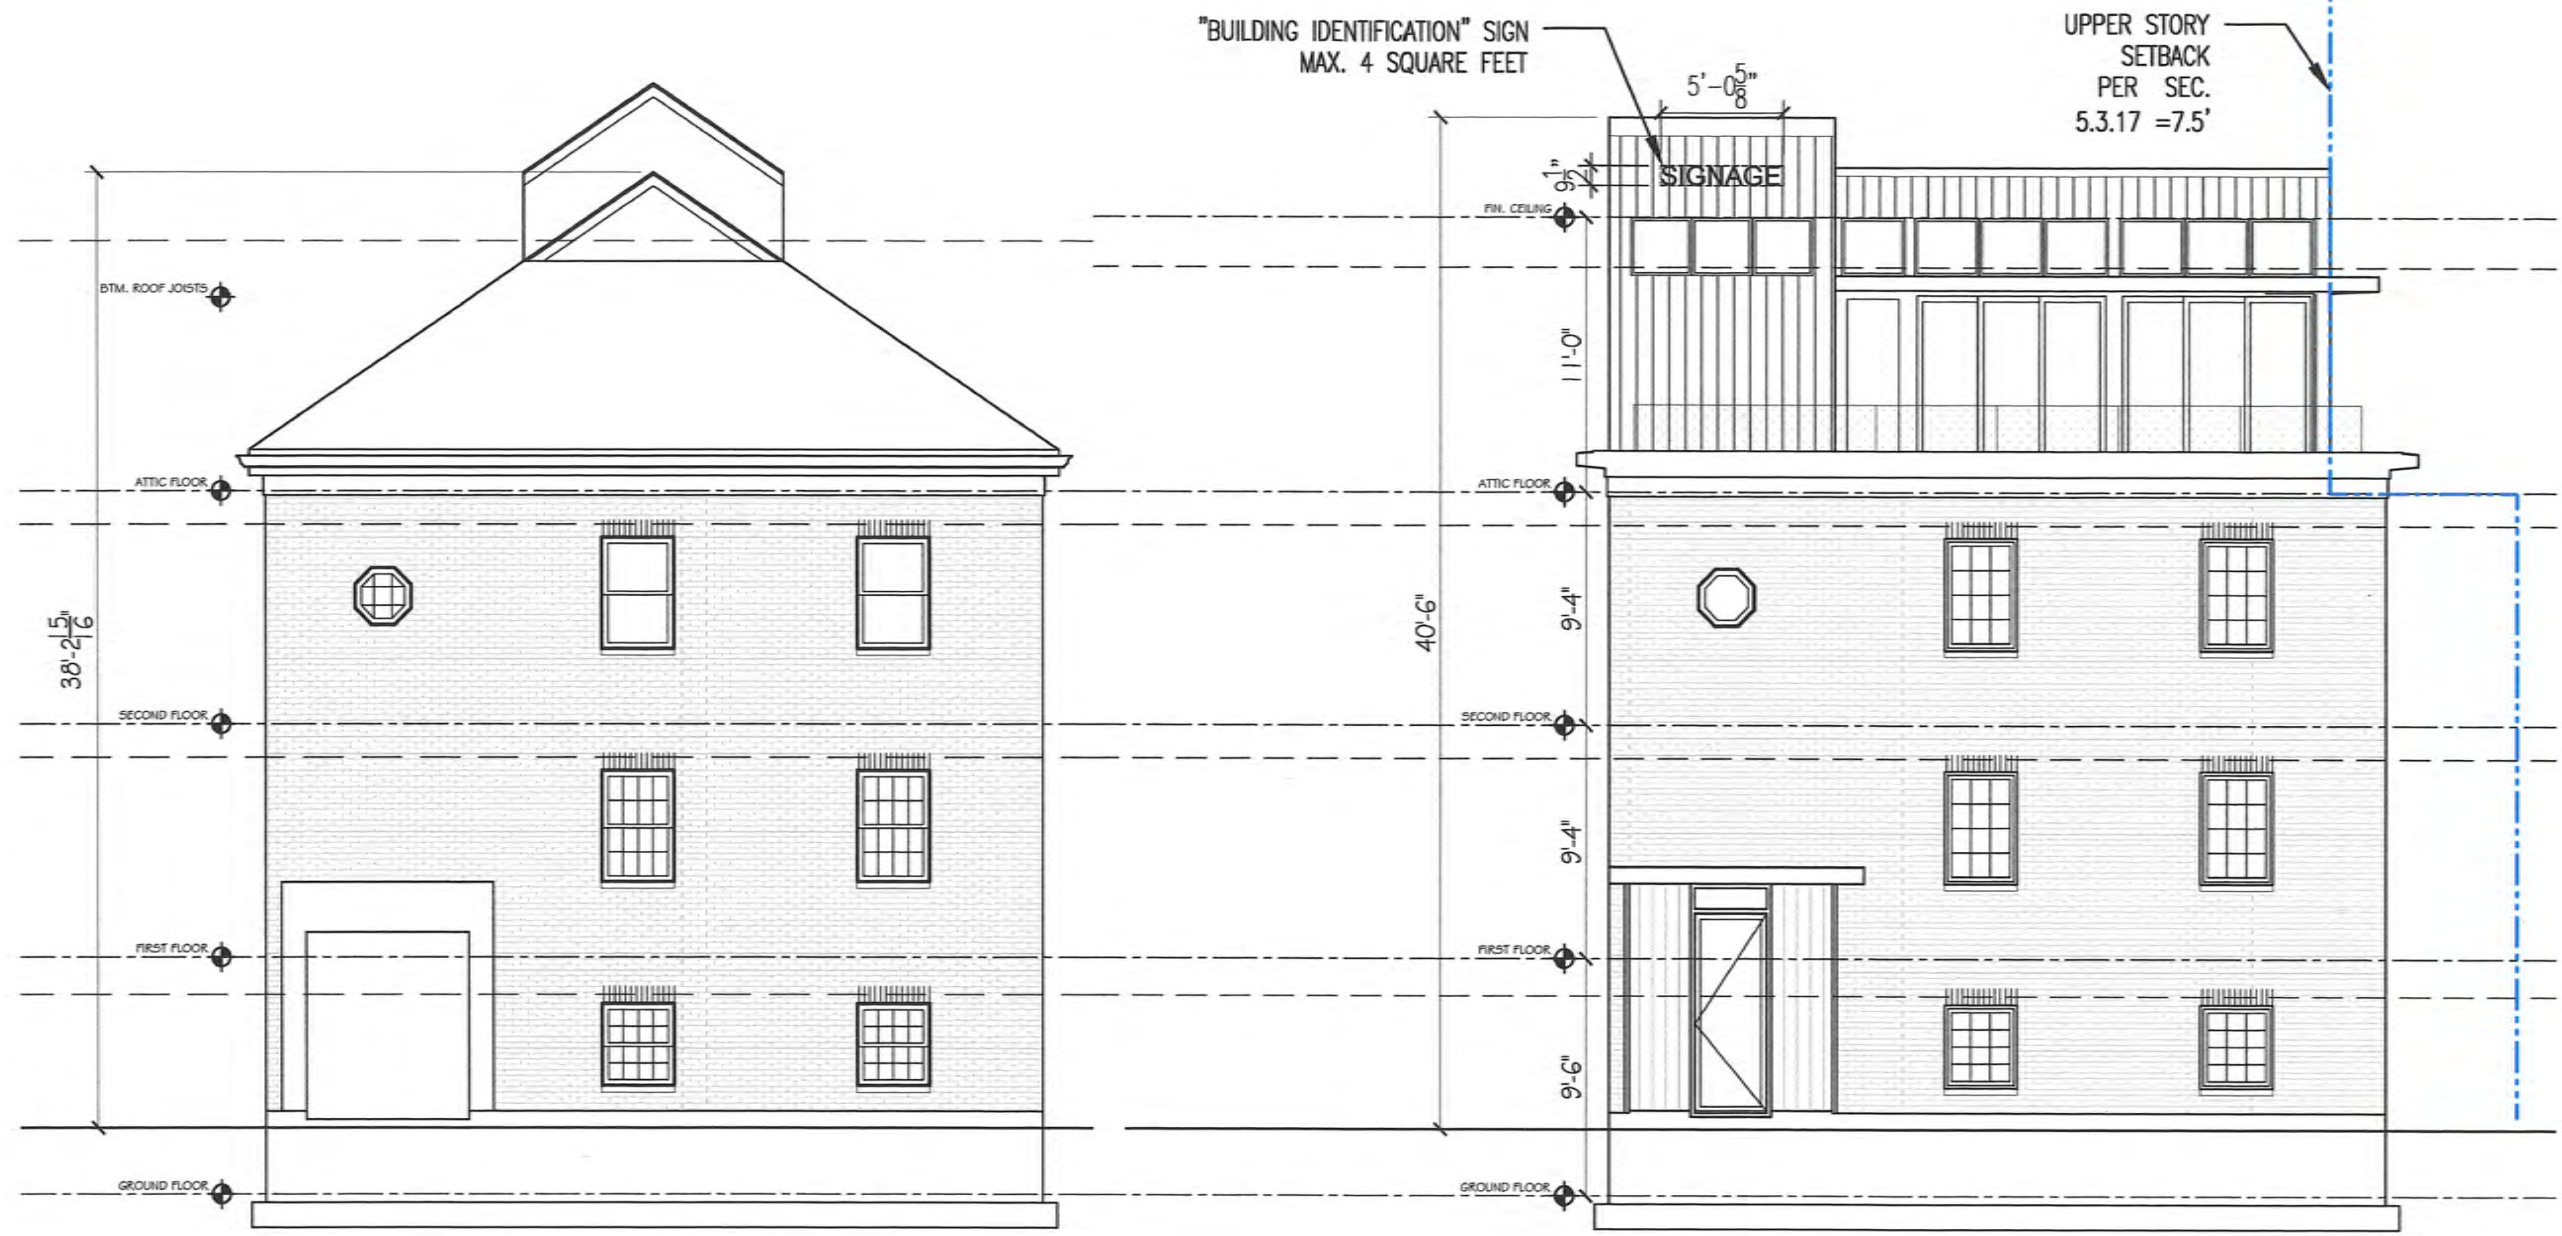 "BUILDING IDENTIFICATION" SIGN
MAX. 4 SQUARE FEET
UPPER STORY
SETBACK
PER SEC.
5.3.17 =7.5'
5'-0 5/8"
9 1/2"
SIGNAGE
FIN. CEILING
BTM. ROOF JOISTS
11'-0"
ATTIC FLOOR
ATTIC FLOOR
38'-2 5/16"
40'-6"
9'-4"
SECOND FLOOR
SECOND FLOOR
9'-4"
FIRST FLOOR
FIRST FLOOR
9'-6"
GROUND FLOOR
GROUND FLOOR